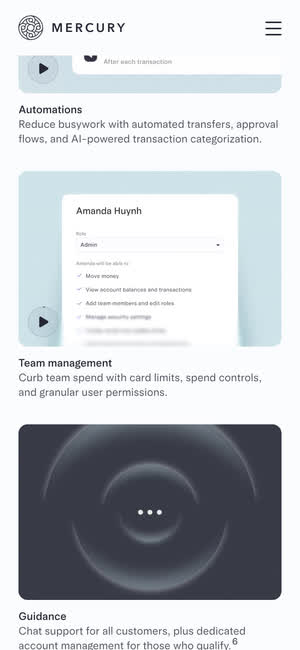 MERCURY
After each transaction
Automations
Reduce busywork with automated transfers, approval
flows, and AI-powered transaction categorization.
Amanda Huynh
Role
Admin
Amanda will be able to
Move money
View account balances and transactions
Add team members and edit roles
Manage security settings
Team management
Curb team spend with card limits, spend controls,
and granular user permissions.
Guidance
Chat support for all customers, plus dedicated
account management for those who qualify.6